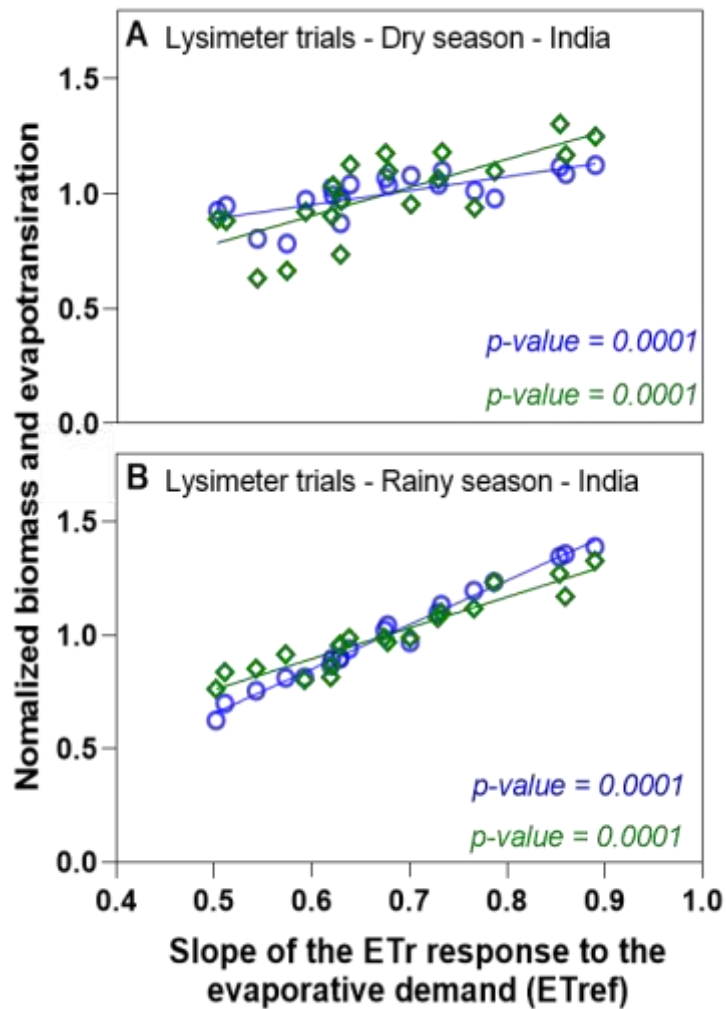 Nomalized biomass and evapotransiration
A Lysimeter trials - Dry season - India
1.5
1.0
0.5
0.0
p-value = 0.0001
p-value = 0.0001
B Lysimeter trials - Rainy season - India
1.5
1.0
0.5
0.0
p-value = 0.0001
p-value = 0.0001
0.4 0.5 0.6 0.7 0.8 0.9 1.0
Slope of the ETr response to the
evaporative demand (ETref)